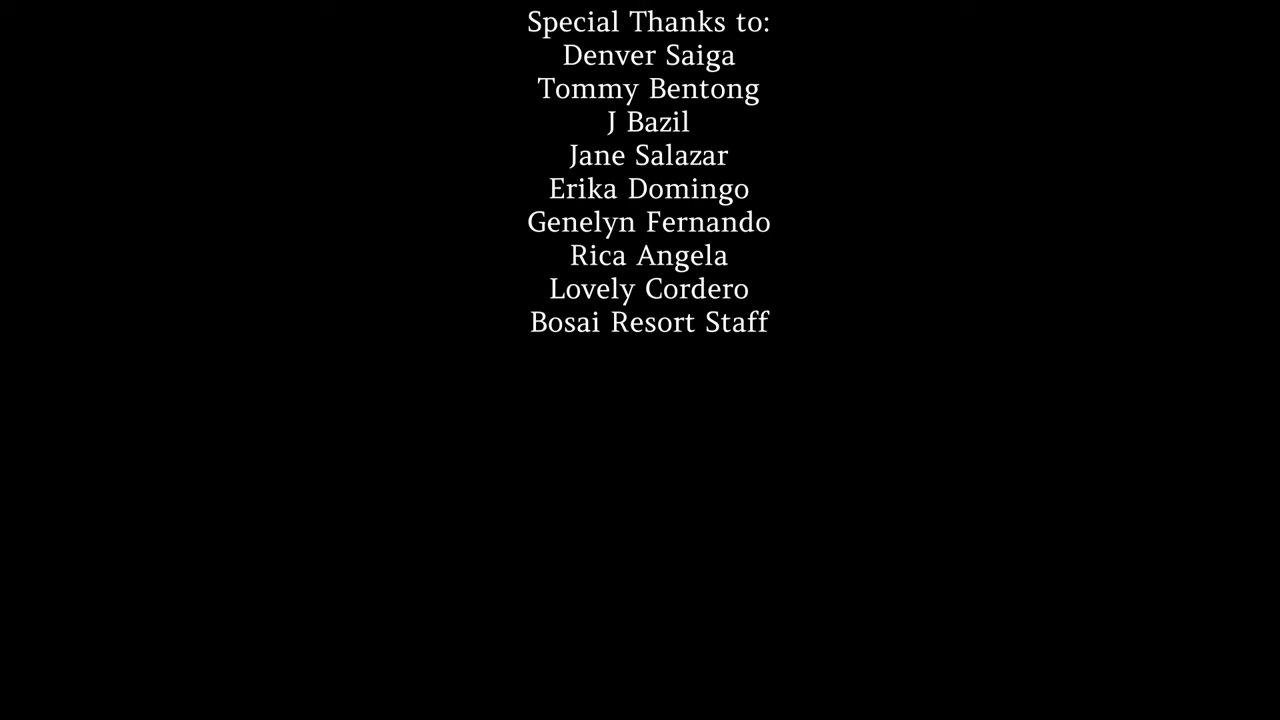 Special Thanks to:
Denver Saiga
Tommy Bentong
J Bazil
Jane Salazar
Erika Domingo
Genelyn Fernando
Rica Angela
Lovely Cordero
Bosai Resort Staff